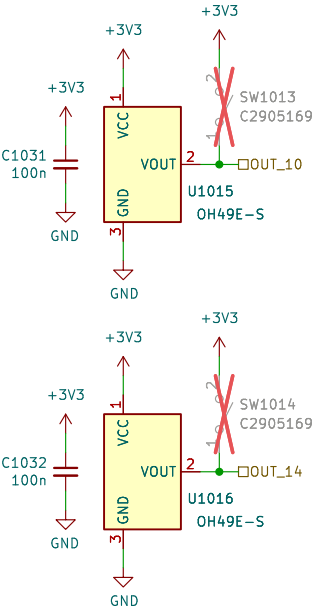 +3V3
+3V3
+3V3
1
VCC
2
1
SW1013
C2905169
C1031
100n
VOUT
2
OUT_10
GND
3
U1015
OH49E-S
GND
GND
+3V3
+3V3
+3V3
1
VCC
2
1
SW1014
C2905169
C1032
100n
VOUT
2
OUT_14
GND
3
U1016
OH49E-S
GND
GND